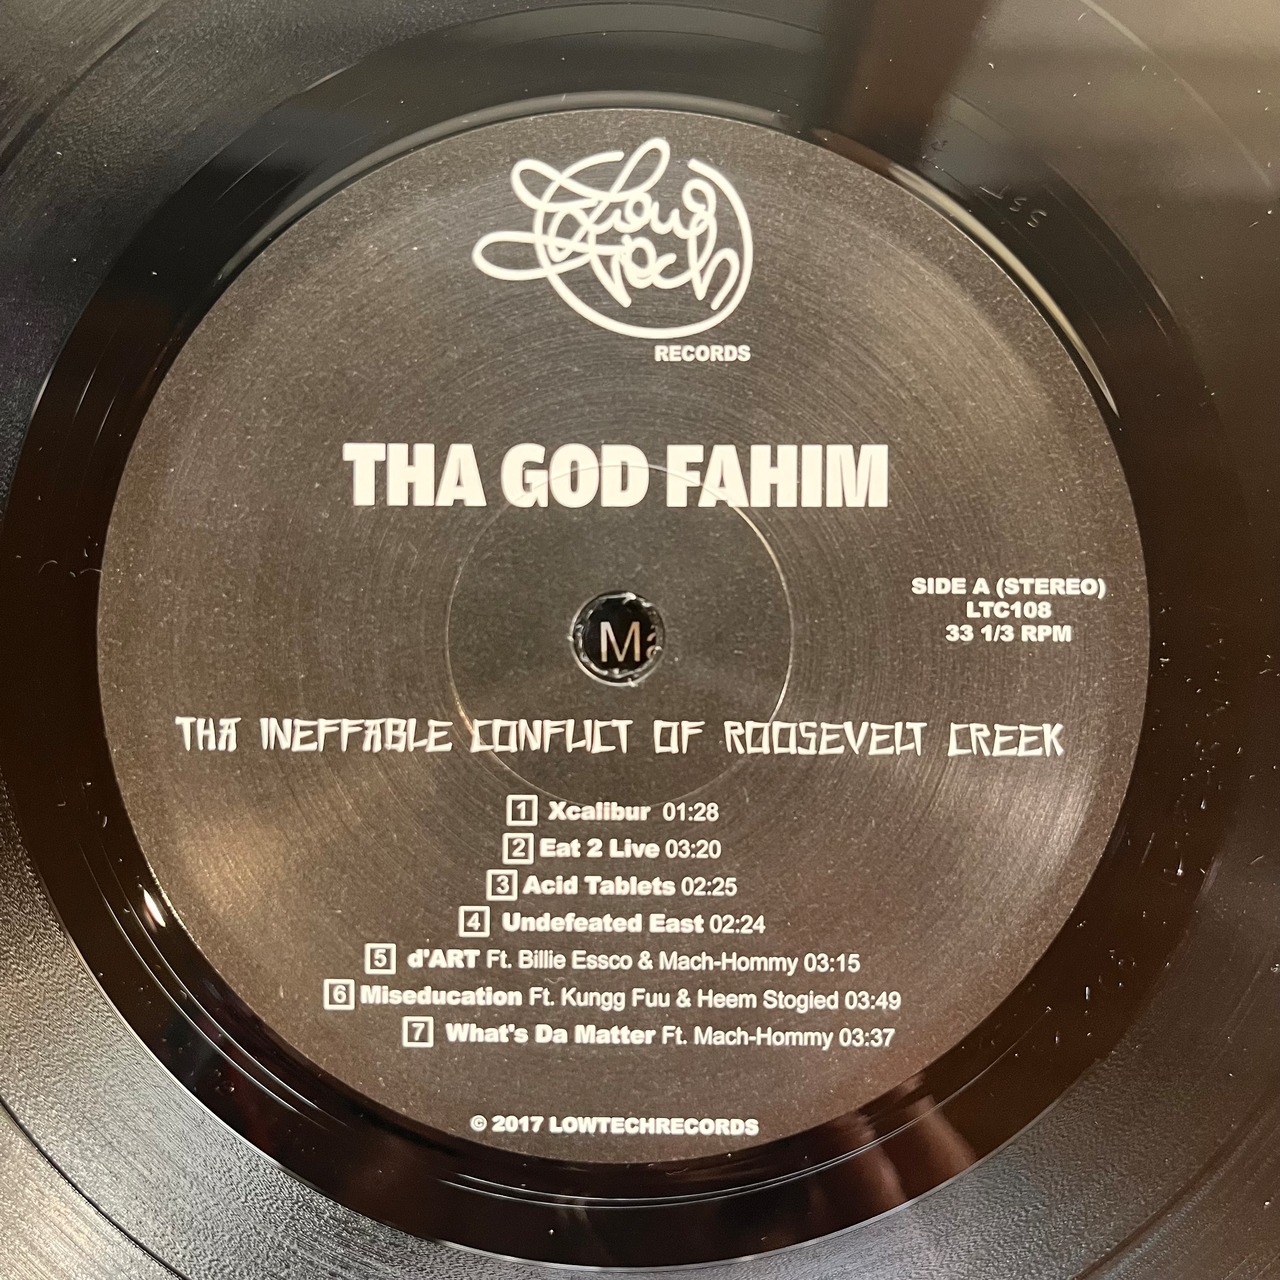 Low Tech
RECORDS
THA GOD FAHIM
SIDE A (STEREO)
LTC108
33 1/3 RPM
THA INEFFABLE CONFLICT OF ROOSEVELT CREEK
1 Xcalibur 01:28
2 Eat 2 Live 03:20
3 Acid Tablets 02:25
4 Undefeated East 02:24
5 d'ART Ft. Billie Essco & Mach-Hommy 03:15
6 Miseducation Ft. Kungg Fuu & Heem Stogied 03:49
7 What's Da Matter Ft. Mach-Hommy 03:37
© 2017 LOWTECHRECORDS